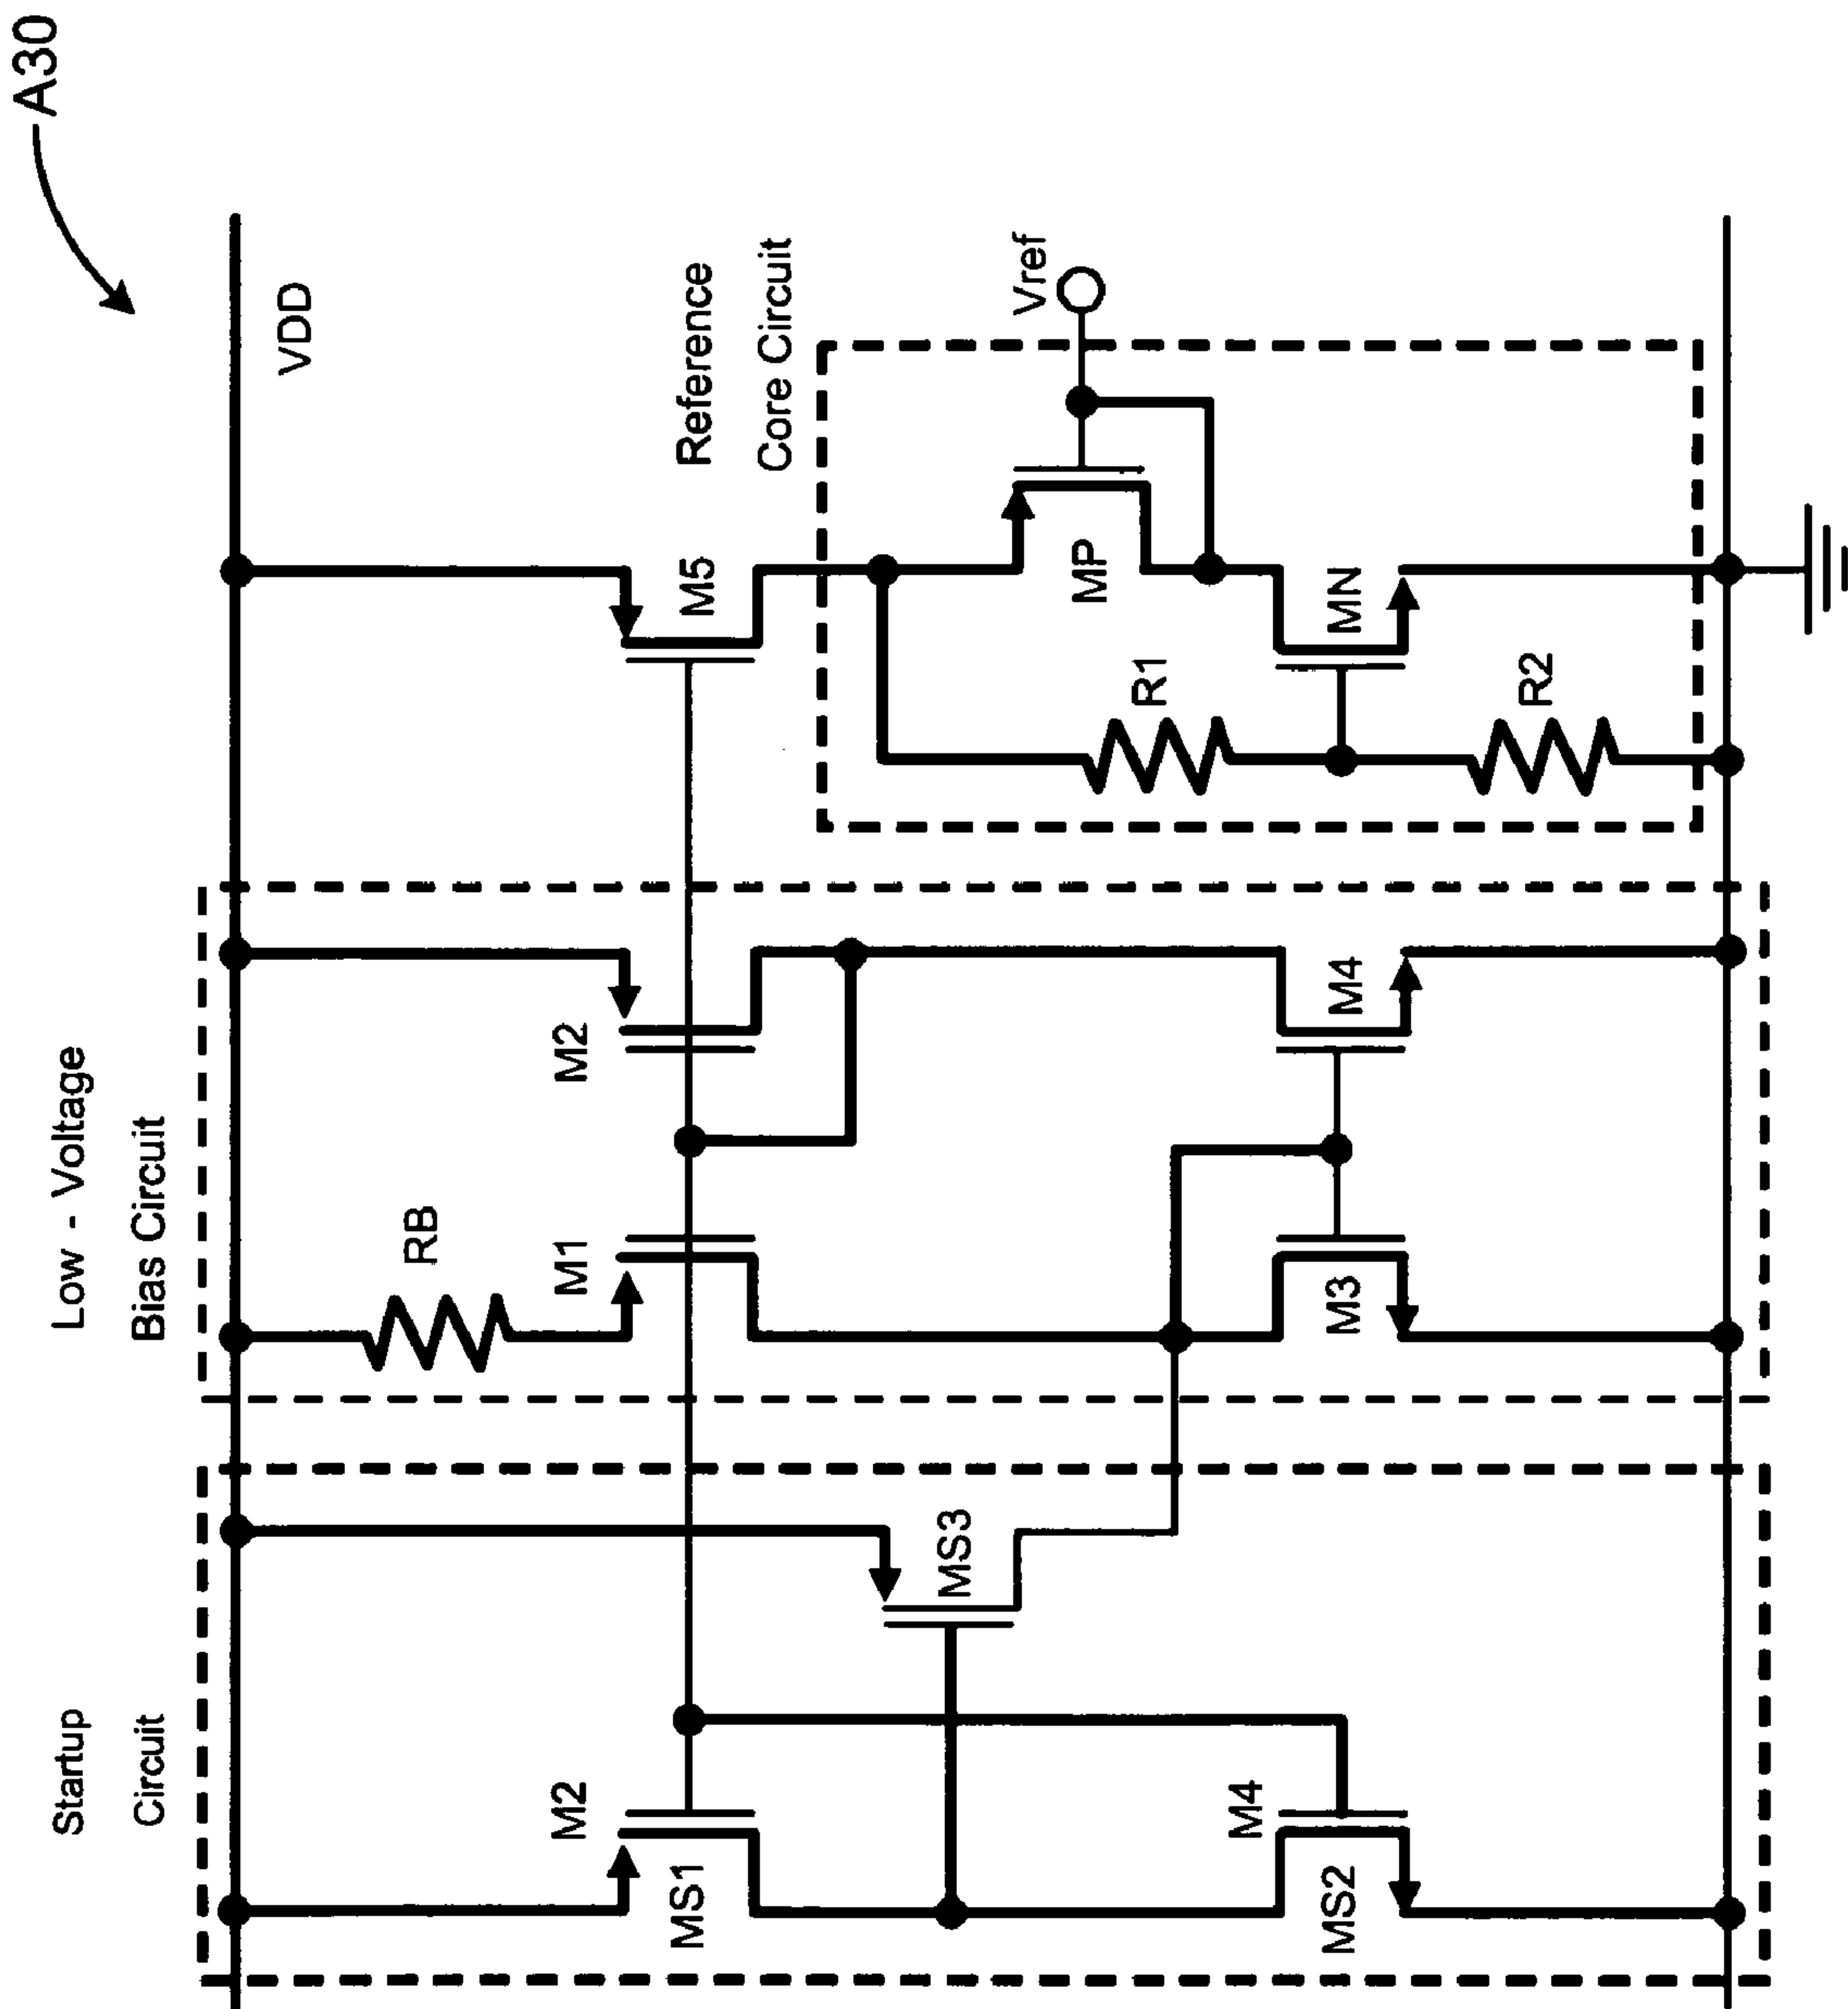 A30
Startup
Circuit
Low - Voltage
Bias Circuit
VDD
RB
M2
MS1
M1
M2
M5
Reference
Core Circuit
MS3
Vref
MP
R1
M4
MS2
M3
M4
MN
R2